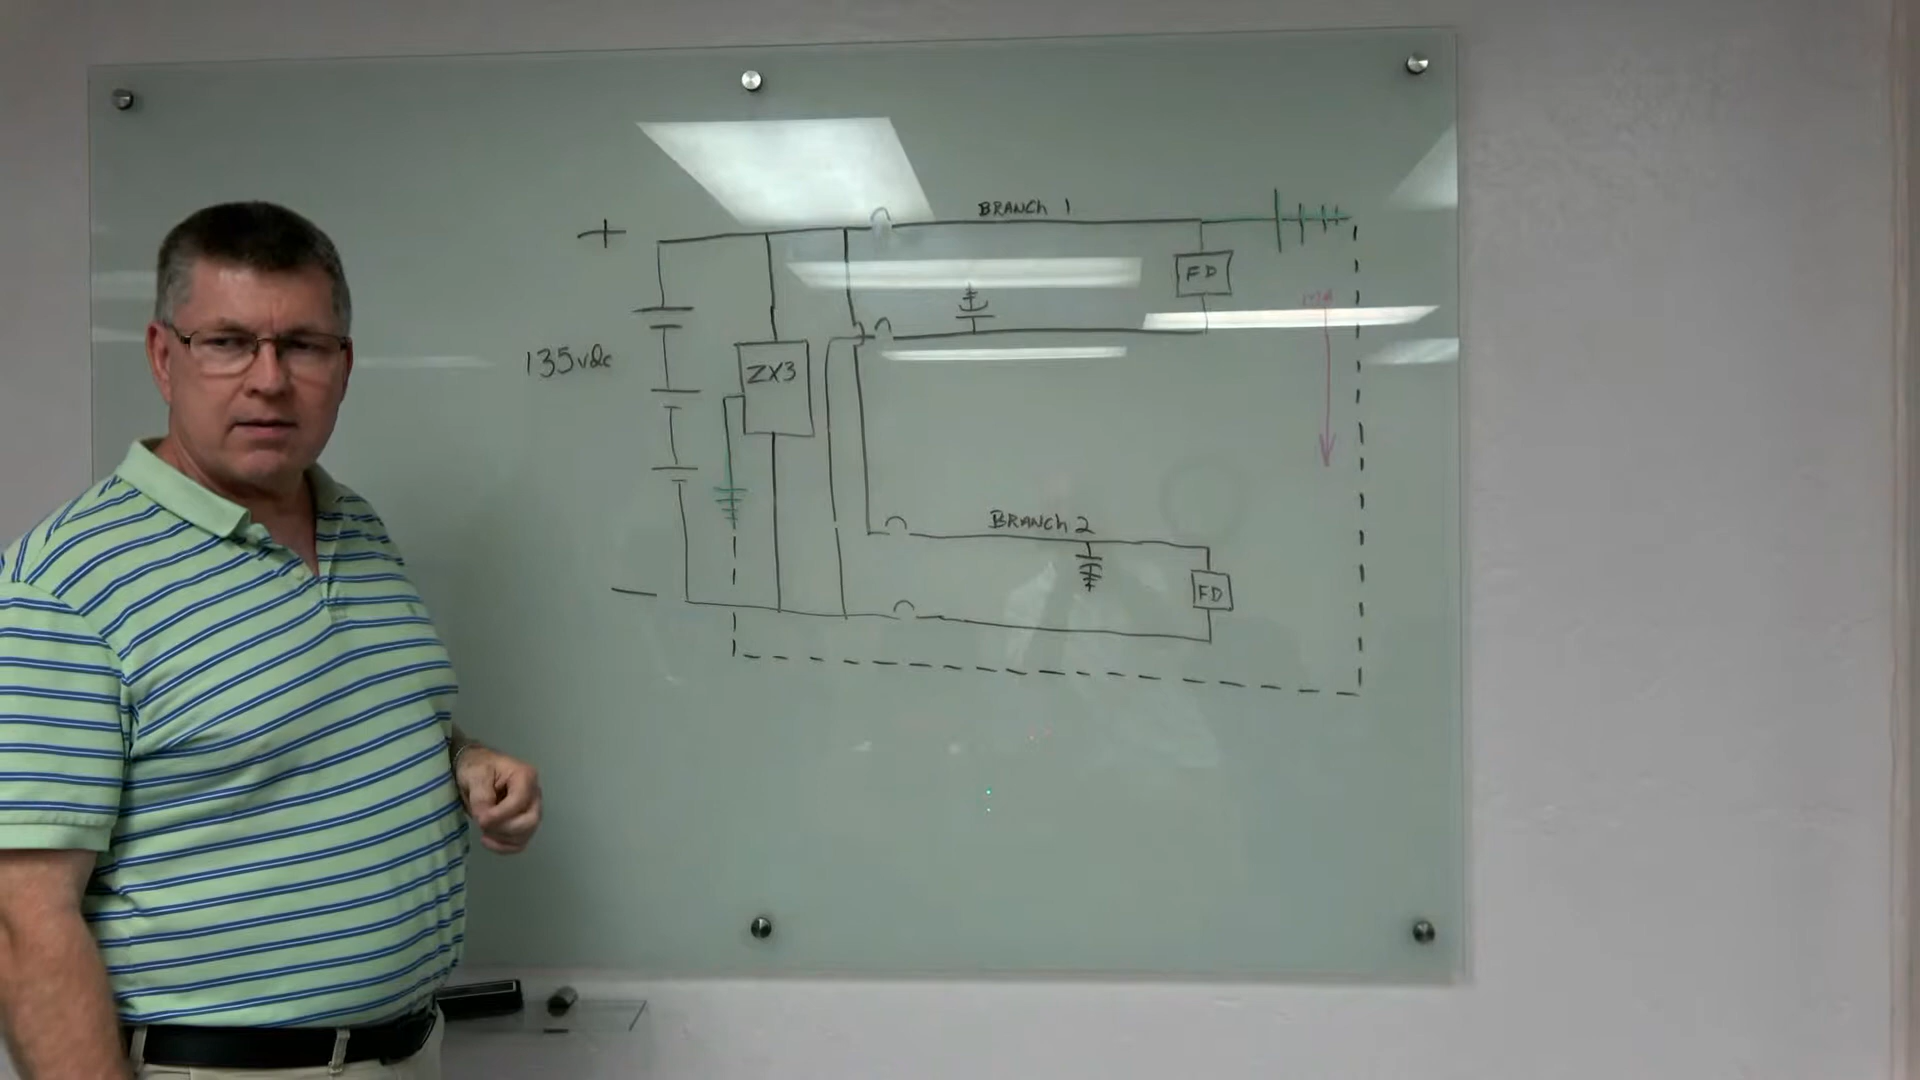 BRANCH 1
+
FD
135vdc
ZX3
BRANCH 2
FD
—